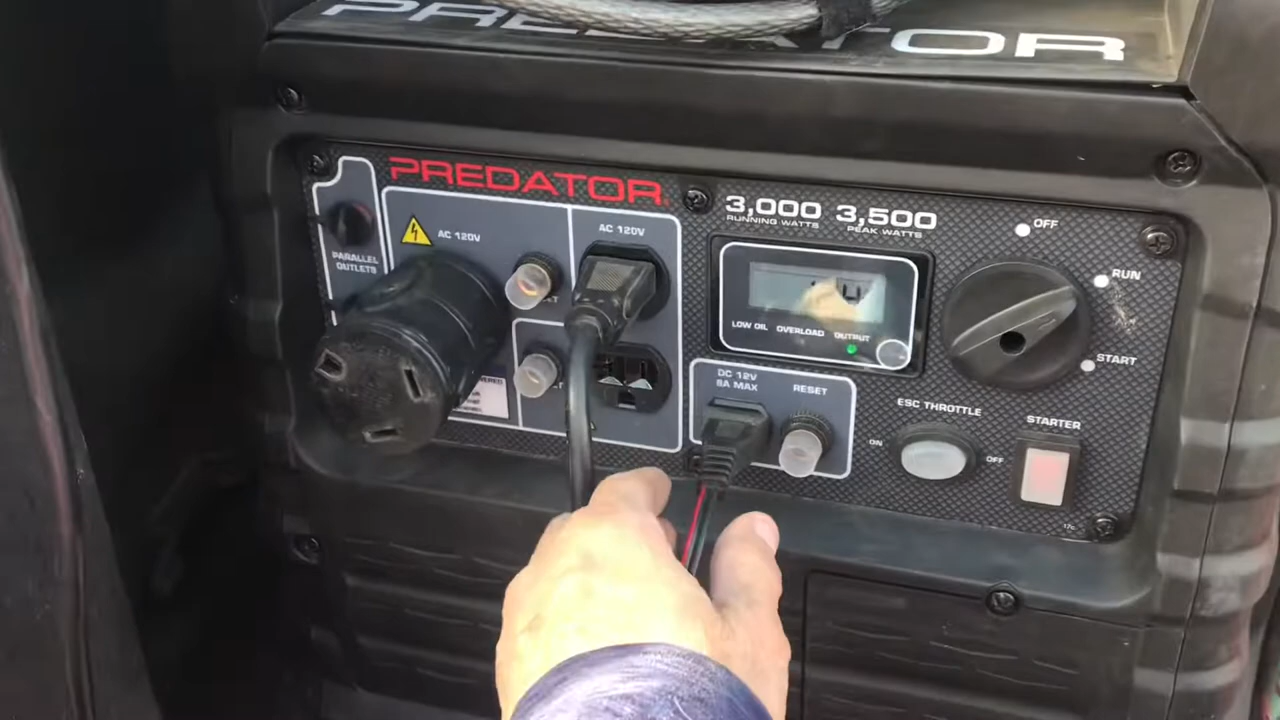 PREDATOR
PREDATOR
3,000 3,500
RUNNING WATTS PEAK WATTS
AC 120V
AC 120V
PARALLEL
OUTLETS
OFF
RUN
START
LOW OIL OVERLOAD OUTPUT
DC 12V
8A MAX
RESET
ESC THROTTLE
ON
OFF
STARTER